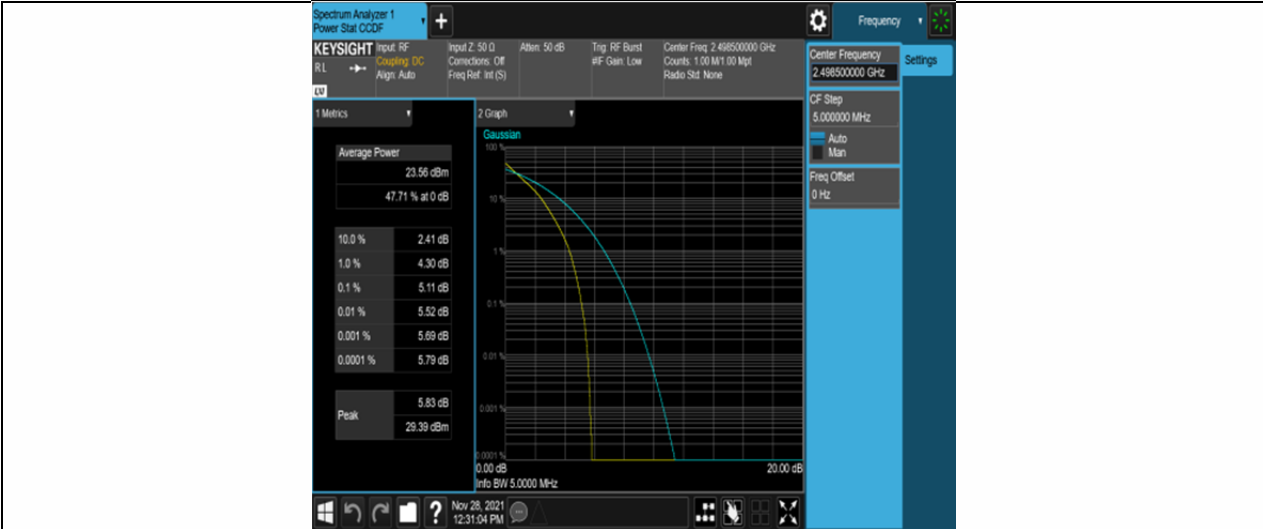 Spectrum Analyzer 1
Power Stat CCDF
+
Frequency
KEYSIGHT
RL
LV
Input: RF
Coupling: DC
Align: Auto
Input Z: 50 Ω
Corrections: Off
Freq Ref: Int (S)
Atten: 50 dB
Trig: RF Burst
#IF Gain: Low
Center Freq: 2.498500000 GHz
Counts: 1.00 M/1.00 Mpt
Radio Std: None
Center Frequency
2.498500000 GHz
Settings
CF Step
5.000000 MHz
Auto
Man
Freq Offset
0 Hz
1 Metrics
Average Power
23.56 dBm
47.71 % at 0 dB
10.0 % 2.41 dB
1.0 % 4.30 dB
0.1 % 5.11 dB
0.01 % 5.52 dB
0.001 % 5.69 dB
0.0001 % 5.79 dB
Peak
5.83 dB
29.39 dBm
2 Graph
Gaussian
100 %
10 %
1 %
0.1 %
0.01 %
0.001 %
0.0001 %
0.00 dB 20.00 dB
Info BW 5.0000 MHz
?
Nov 28, 2021
12:31:04 PM